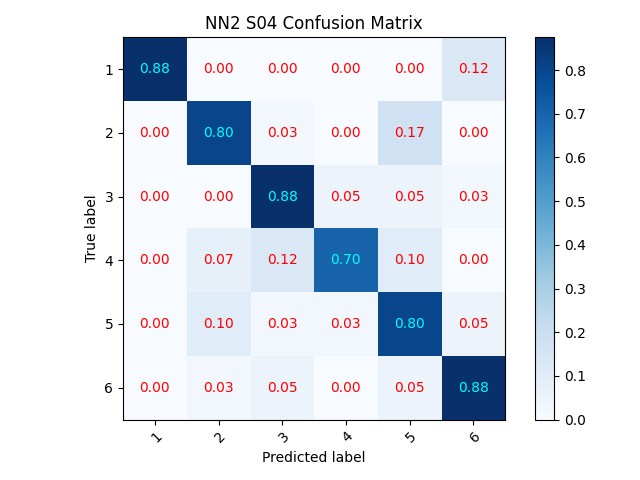 NN2 S04 Confusion Matrix
1 0.88 0.00 0.00 0.00 0.00 0.12
2 0.00 0.80 0.03 0.00 0.17 0.00
3 0.00 0.00 0.88 0.05 0.05 0.03
4 0.00 0.07 0.12 0.70 0.10 0.00
5 0.00 0.10 0.03 0.03 0.80 0.05
6 0.00 0.03 0.05 0.00 0.05 0.88
True label
1 2 3 4 5 6
Predicted label
0.8
0.7
0.6
0.5
0.4
0.3
0.2
0.1
0.0